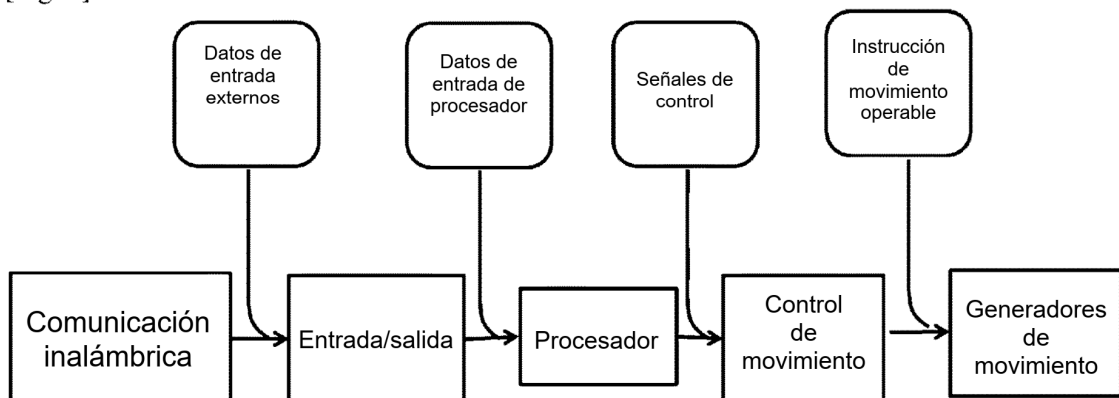 Datos de
entrada
externos
Datos de
entrada de
procesador
Señales de
control
Instrucción
de
movimiento
operable
Comunicación
inalámbrica
Entrada/salida
Procesador
Control
de
movimiento
Generadores
de
movimiento